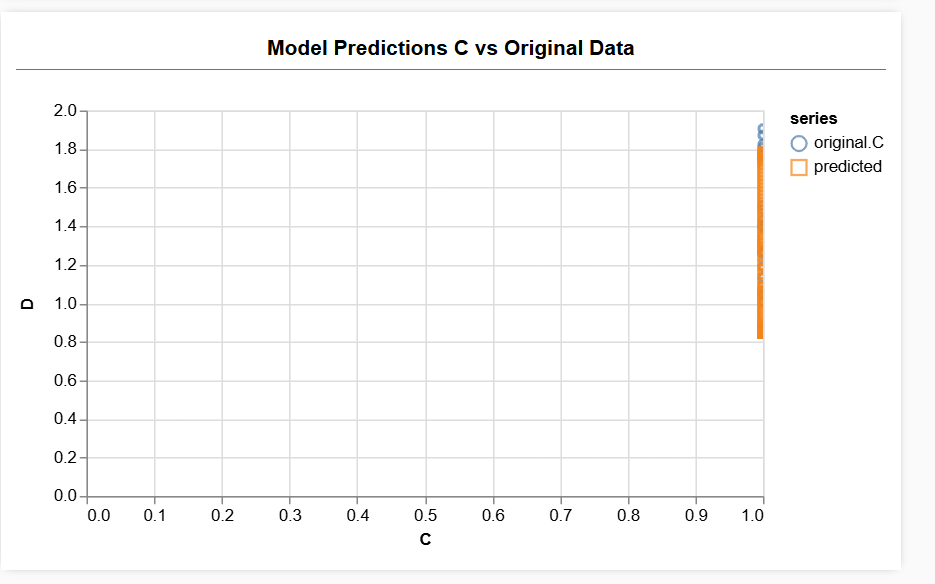 Model Predictions C vs Original Data
series
original.C
predicted
2.0
1.8
1.6
1.4
1.2
1.0
0.8
0.6
0.4
0.2
0.0
D
0.0 0.1 0.2 0.3 0.4 0.5 0.6 0.7 0.8 0.9 1.0
C